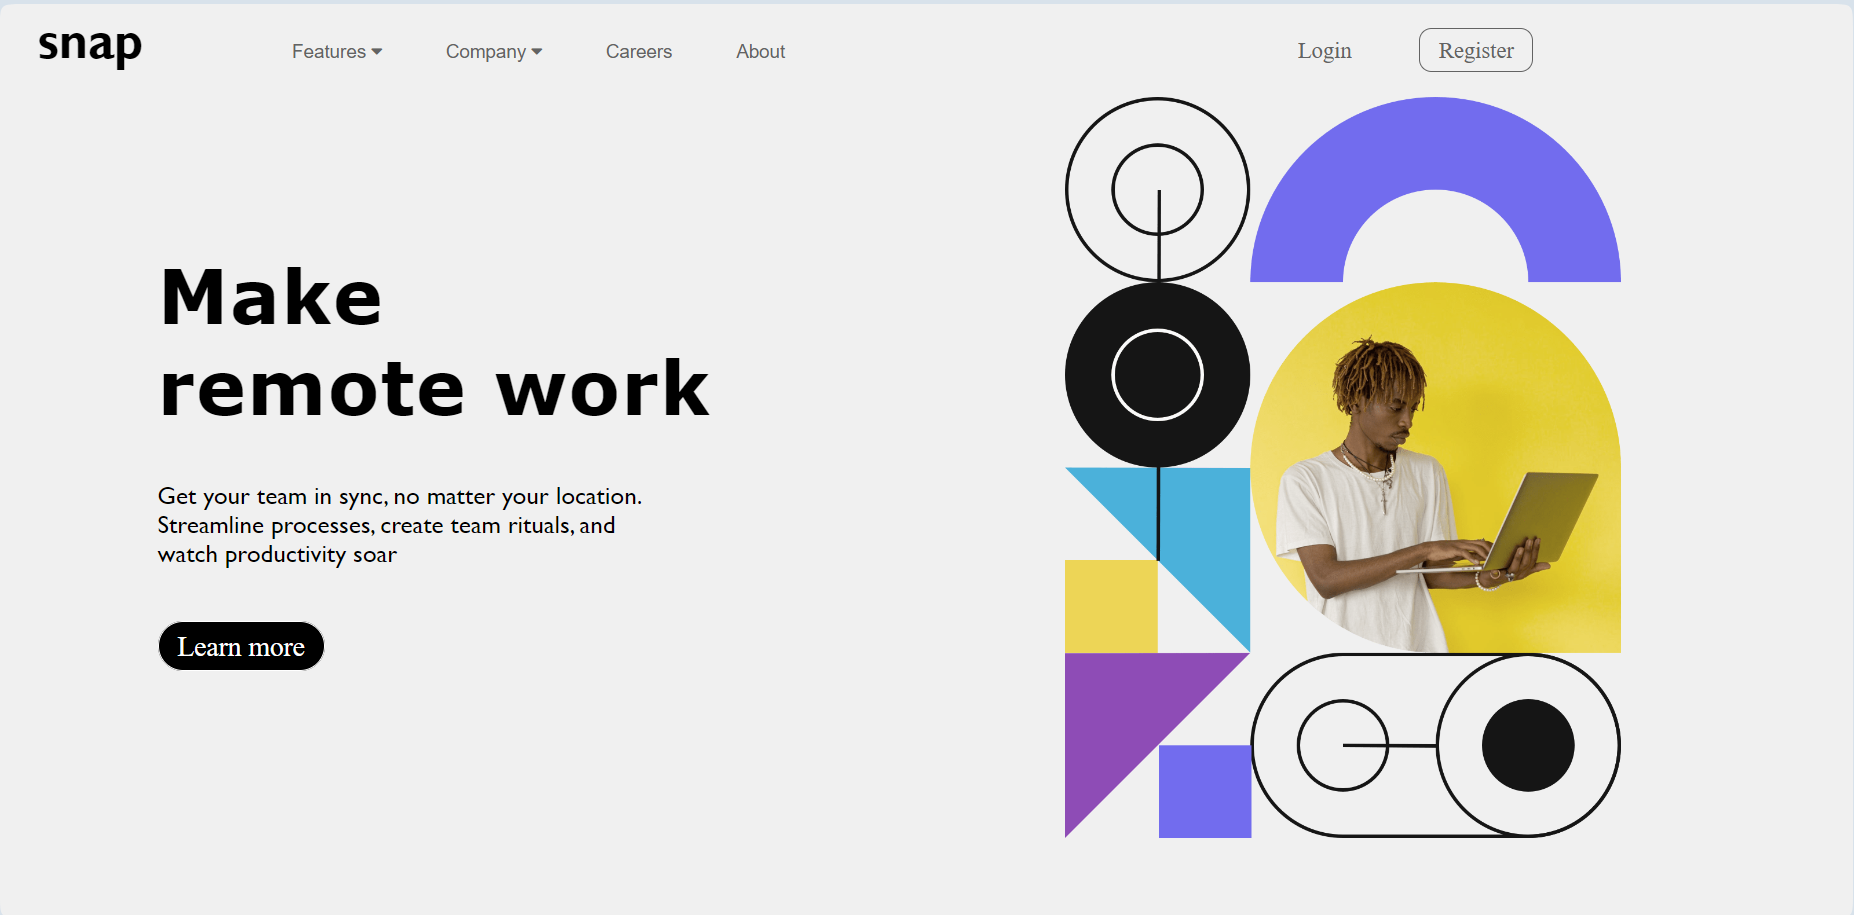 snap
Features
Company
Careers
About
Login
Register
Make
remote work
Get your team in sync, no matter your location.
Streamline processes, create team rituals, and
watch productivity soar
Learn more